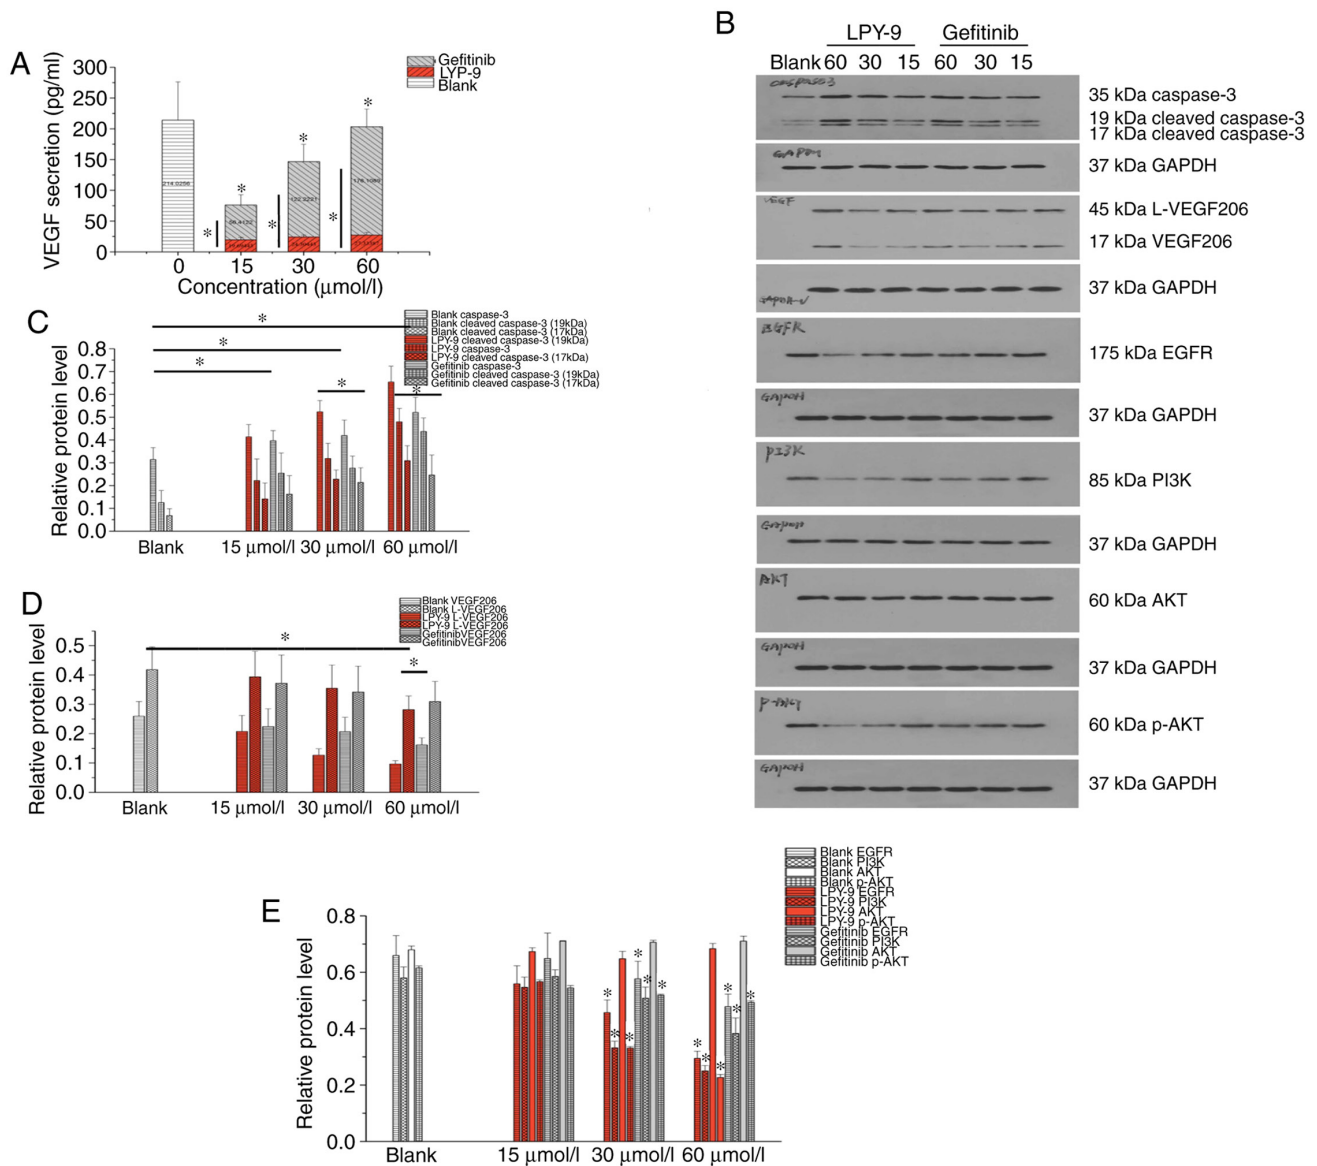 A
Gefitinib
LYP-9
Blank
VEGF secretion (pg/ml)
300
250
200
150
100
50
0
214.0256
*
*
*
*
*
*
0
15
30
60
Concentration (μmol/l)
B
LPY-9
Gefitinib
Blank
60
30
15
60
30
15
caspase3
35 kDa caspase-3
19 kDa cleaved caspase-3
17 kDa cleaved caspase-3
GAPDH
37 kDa GAPDH
VEGF
45 kDa L-VEGF206
17 kDa VEGF206
GAPDH-V
37 kDa GAPDH
EGFR
175 kDa EGFR
GAPDH
37 kDa GAPDH
PI3K
85 kDa PI3K
GAPDH
37 kDa GAPDH
AKT
60 kDa AKT
GAPDH
37 kDa GAPDH
P-AKT
60 kDa p-AKT
GAPDH
37 kDa GAPDH
C
Blank caspase-3
Blank cleaved caspase-3 (19kDa)
Blank cleaved caspase-3 (17kDa)
LPY-9 cleaved caspase-3 (19kDa)
LPY-9 caspase-3
LPY-9 cleaved caspase-3 (17kDa)
Gefitinib caspase-3
Gefitinib cleaved caspase-3 (19kDa)
Gefitinib cleaved caspase-3 (17kDa)
Relative protein level
0.8
0.7
0.6
0.5
0.4
0.3
0.2
0.1
0.0
*
*
*
*
*
Blank
15 μmol/l
30 μmol/l
60 μmol/l
D
Blank VEGF206
Blank L-VEGF206
LPY-9 L-VEGF206
LPY-9 L-VEGF206
GefitinibVEGF206
GefitinibVEGF206
Relative protein level
0.5
0.4
0.3
0.2
0.1
0.0
*
*
Blank
15 μmol/l
30 μmol/l
60 μmol/l
E
Blank EGFR
Blank PI3K
Blank AKT
Blank p-AKT
LPY-9 EGFR
LPY-9 PI3K
LPY-9 AKT
LPY-9 p-AKT
Gefitinib EGFR
Gefitinib PI3K
Gefitinib AKT
Gefitinib p-AKT
Relative protein level
0.8
0.6
0.4
0.2
0.0
*
*
*
*
*
*
*
*
*
*
*
*
Blank
15 μmol/l
30 μmol/l
60 μmol/l